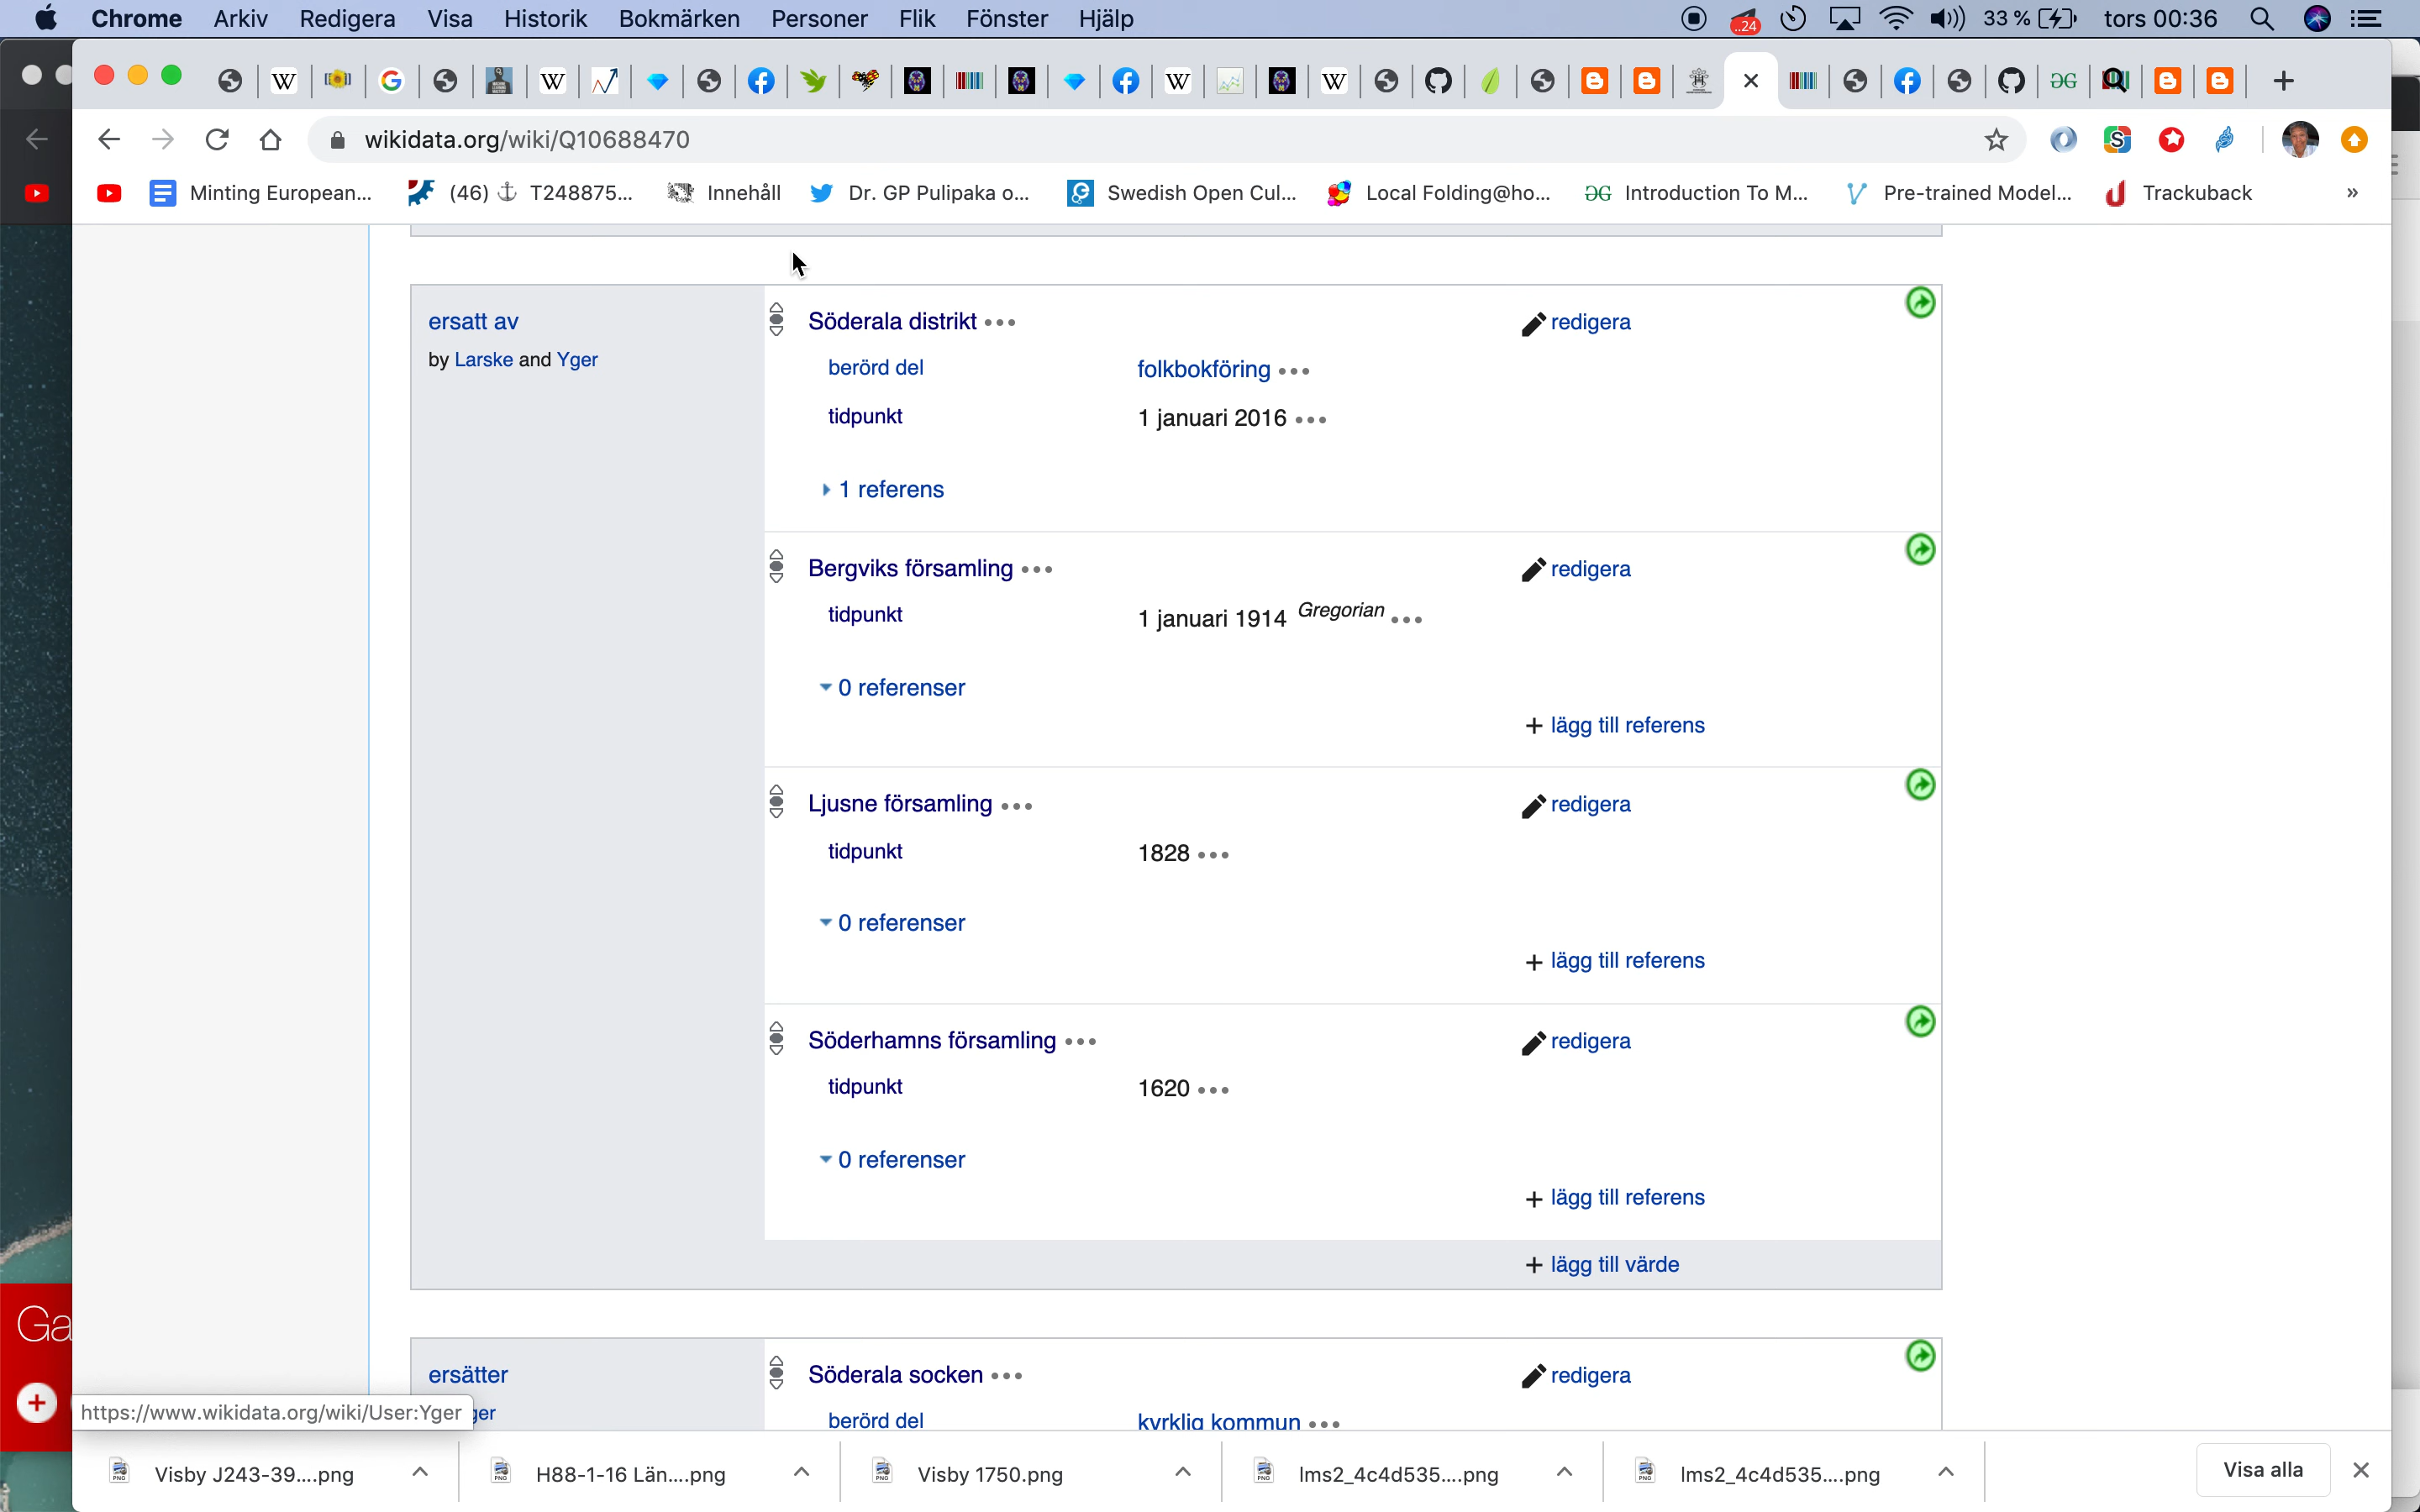 Chrome Arkiv Redigera Visa Historik Bokmärken Personer Flik Fönster Hjälp ..24 33 % tors 00:36
wikidata.org/wiki/Q10688470
Minting European... (46) T248875... Innehåll Dr. GP Pulipaka o... Swedish Open Cul... Local Folding@ho... Introduction To M... Pre-trained Model... Trackuback »
ersatt av
by Larske and Yger
Söderala distrikt
redigera
berörd del folkbokföring
tidpunkt 1 januari 2016
1 referens
Bergviks församling
redigera
tidpunkt 1 januari 1914 Gregorian
0 referenser
+ lägg till referens
Ljusne församling
redigera
tidpunkt 1828
0 referenser
+ lägg till referens
Söderhamns församling
redigera
tidpunkt 1620
0 referenser
+ lägg till referens
+ lägg till värde
ersätter
ger
Söderala socken
redigera
berörd del kyrklig kommun
Ga
https://www.wikidata.org/wiki/User:Yger
Visby J243-39....png H88-1-16 Län....png Visby 1750.png lms2_4c4d535....png lms2_4c4d535....png Visa alla